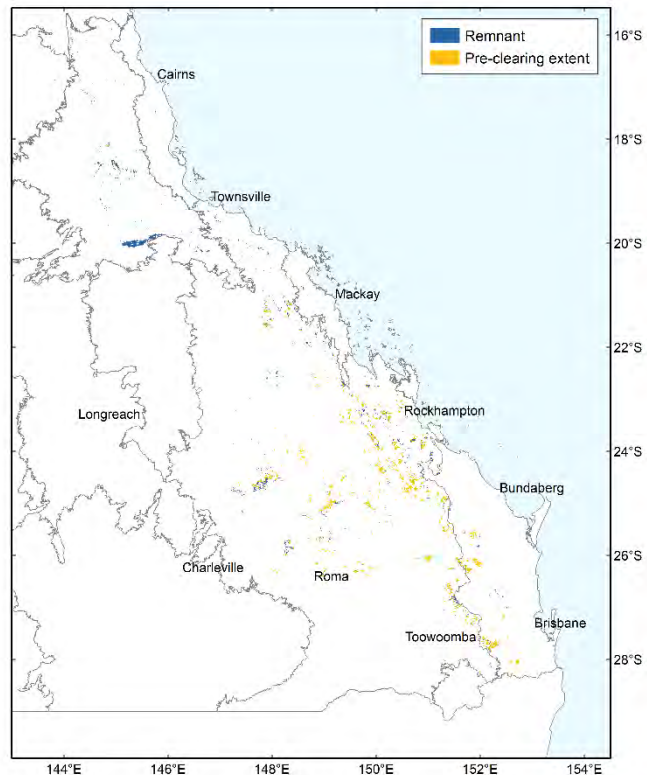 Remnant
Pre-clearing extent
16°S
Cairns
18°S
Townsville
20°S
Mackay
22°S
Longreach
Rockhampton
24°S
Bundaberg
Charleville
Roma
26°S
Toowoomba
Brisbane
28°S
144°E 146°E 148°E 150°E 152°E 154°E